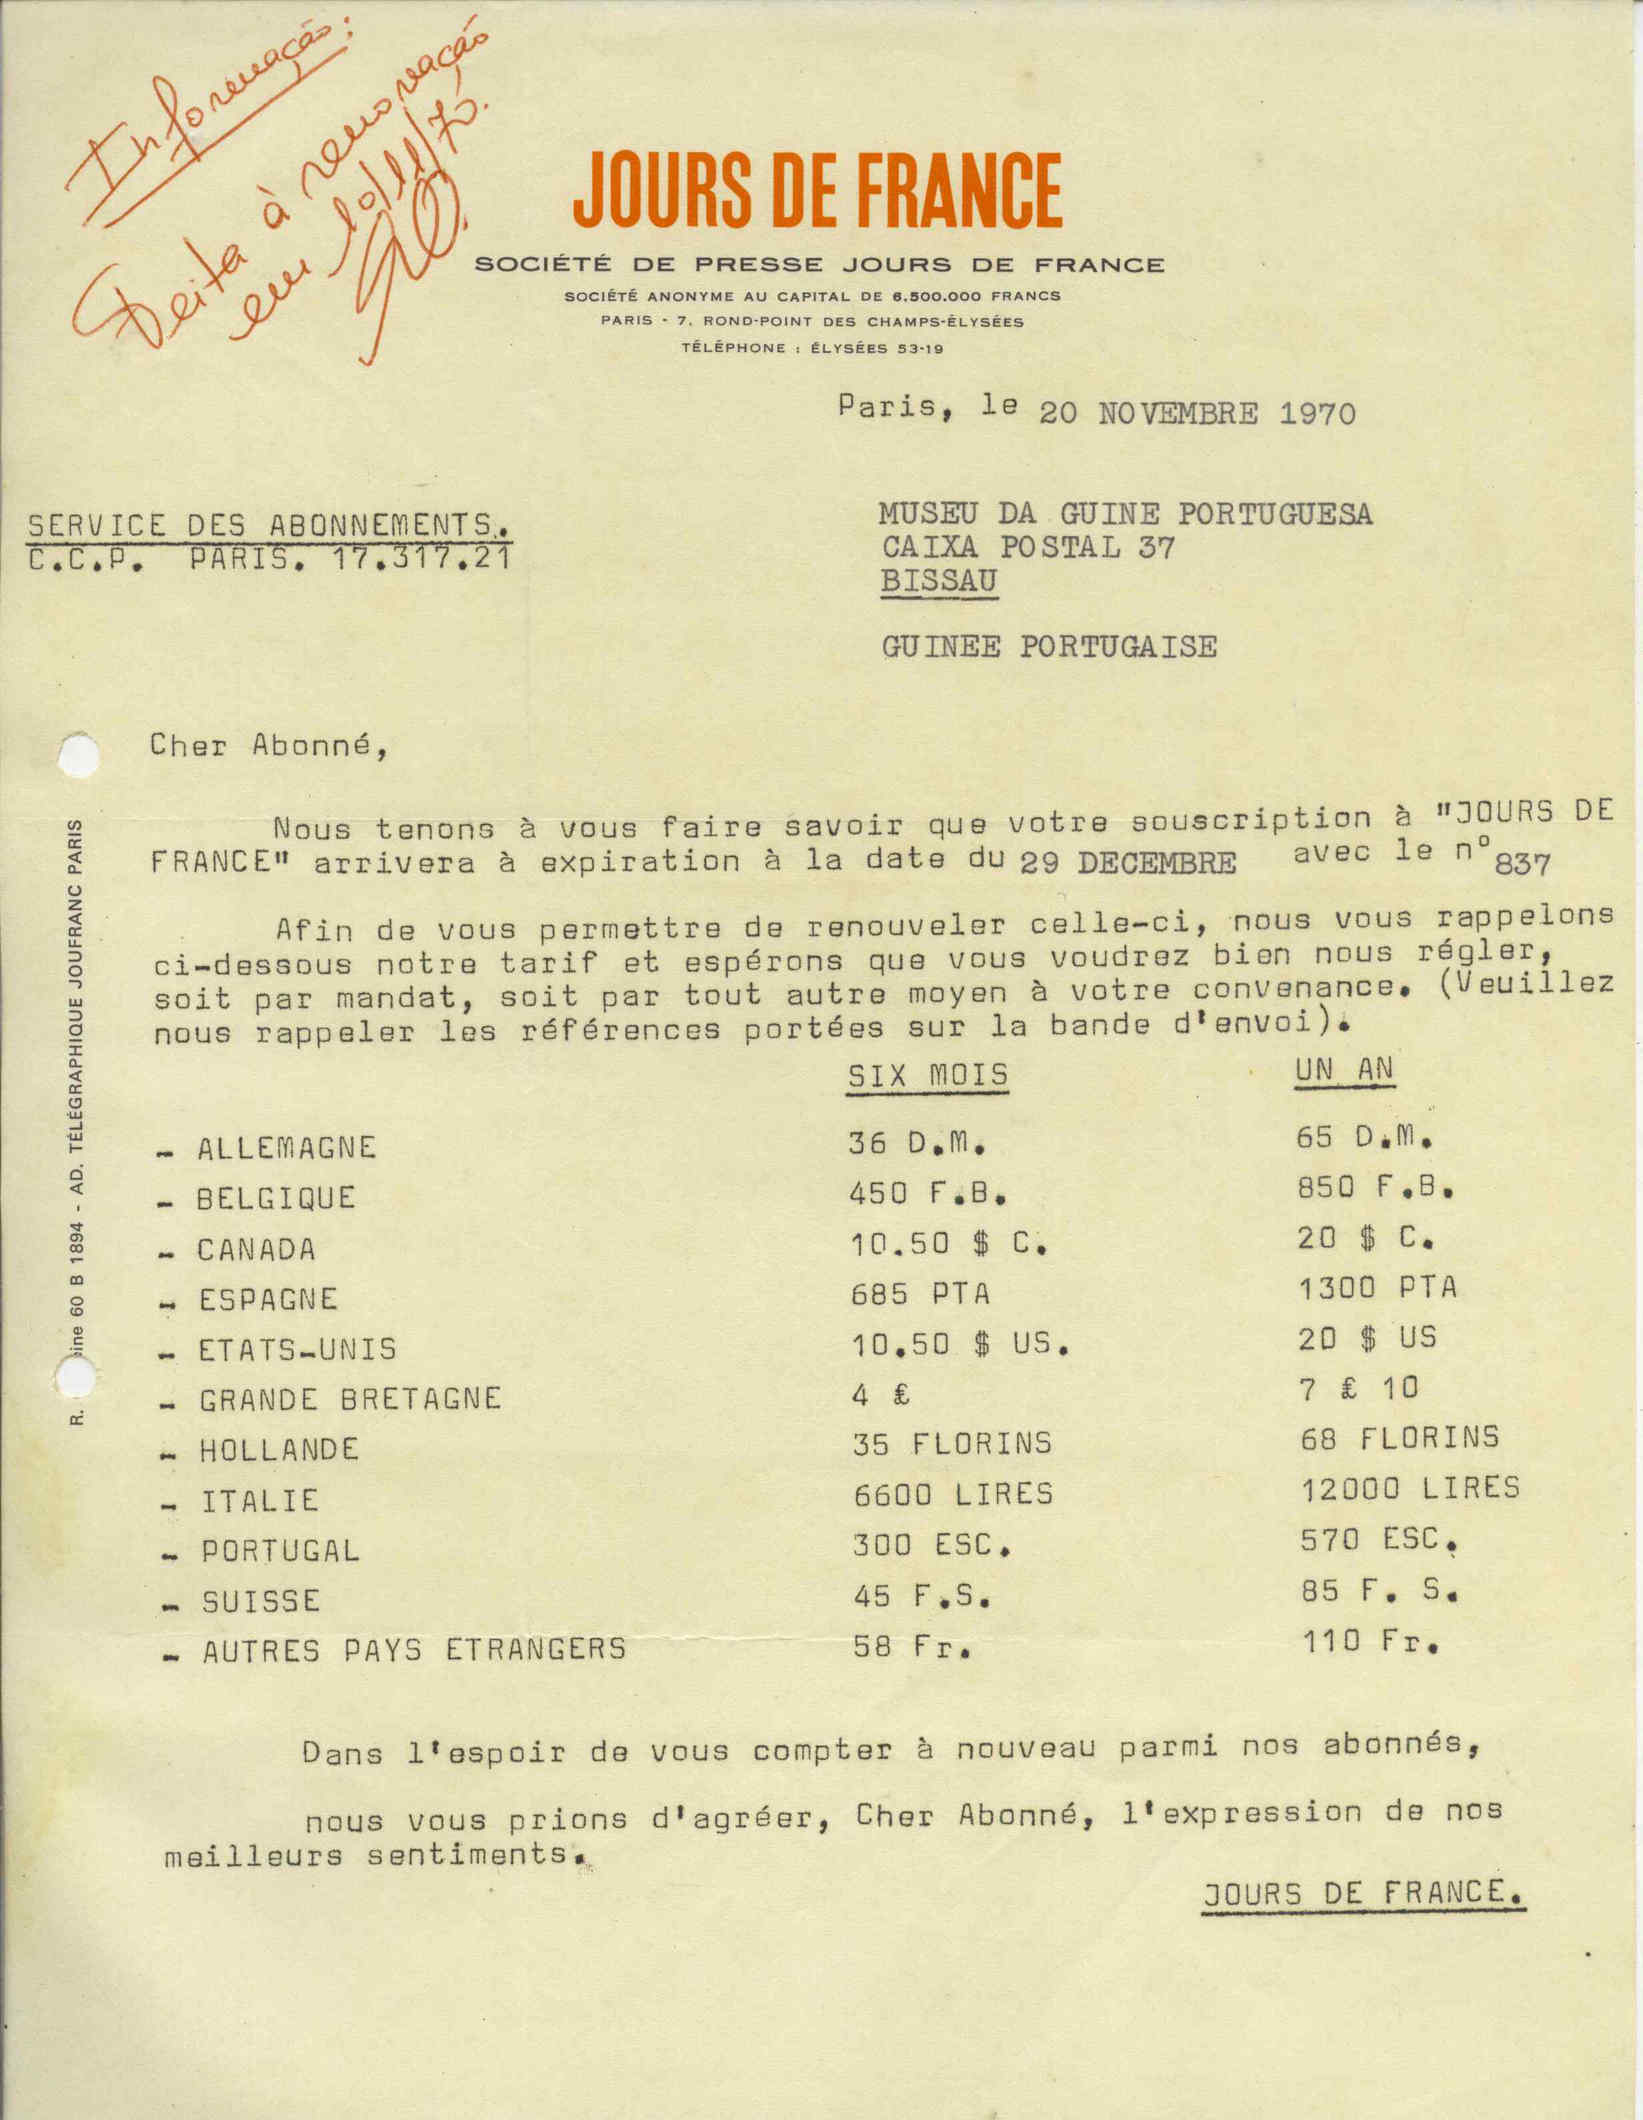 Informação:
Feita à renovação
em 10/11/70.
JOURS DE FRANCE
SOCIÉTÉ DE PRESSE JOURS DE FRANCE
SOCIÉTÉ ANONYME AU CAPITAL DE 6.500.000 FRANCS
PARIS - 7, ROND-POINT DES CHAMPS-ÉLYSÉES
TÉLÉPHONE : ÉLYSÉES 53-19
Paris, le 20 NOVEMBRE 1970
SERVICE DES ABONNEMENTS.
C.C.P. PARIS. 17.317.21
MUSEU DA GUINE PORTUGUESA
CAIXA POSTAL 37
BISSAU
GUINEE PORTUGAISE
Cher Abonné,
Nous tenons à vous faire savoir que votre souscription à "JOURS DE
FRANCE" arrivera à expiration à la date du 29 DECEMBRE avec le n° 837
Afin de vous permettre de renouveler celle-ci, nous vous rappelons
ci-dessous notre tarif et espérons que vous voudrez bien nous régler,
soit par mandat, soit par tout autre moyen à votre convenance. (Veuillez
nous rappeler les références portées sur la bande d'envoi).
SIX MOIS UN AN
- ALLEMAGNE 36 D.M. 65 D.M.
- BELGIQUE 450 F.B. 850 F.B.
- CANADA 10.50 $ C. 20 $ C.
- ESPAGNE 685 PTA 1300 PTA
- ETATS-UNIS 10.50 $ US. 20 $ US
- GRANDE BRETAGNE 4 £ 7 £ 10
- HOLLANDE 35 FLORINS 68 FLORINS
- ITALIE 6600 LIRES 12000 LIRES
- PORTUGAL 300 ESC. 570 ESC.
- SUISSE 45 F.S. 85 F. S.
- AUTRES PAYS ETRANGERS 58 Fr. 110 Fr.
Dans l'espoir de vous compter à nouveau parmi nos abonnés,
nous vous prions d'agréer, Cher Abonné, l'expression de nos
meilleurs sentiments.
JOURS DE FRANCE.
R. ine 60 B 1894 - AD. TÉLÉGRAPHIQUE JOUFRANC PARIS